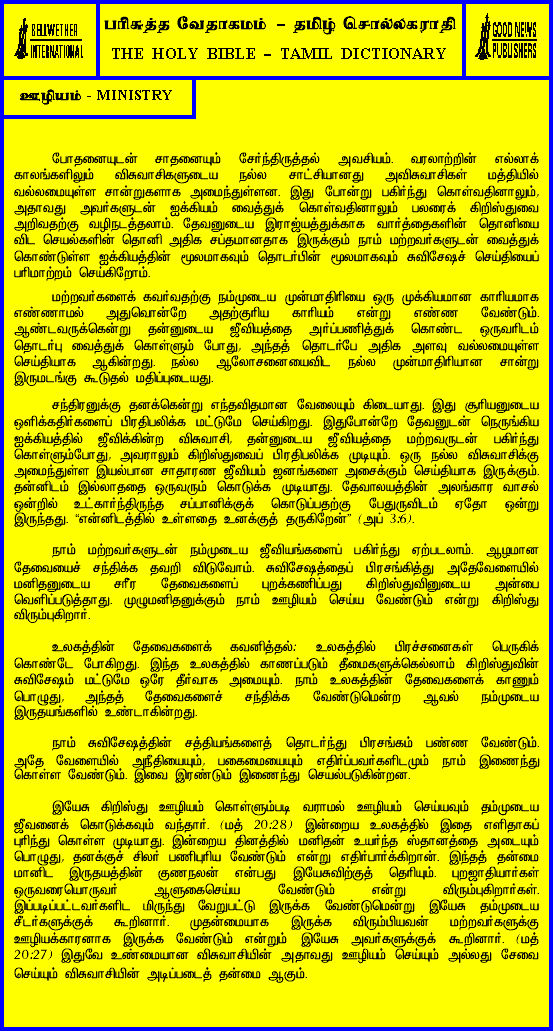 BELLWETHER
INTERNATIONAL
பரிசுத்த வேதாகமம் – தமிழ் சொல்லகராதி
THE HOLY BIBLE – TAMIL DICTIONARY
GOOD NEWS
PUBLISHERS
ஊழியம் - MINISTRY
போதனையுடன் சாதனையும் சேர்ந்திருத்தல் அவசியம். வரலாற்றின் எல்லாக்
காலங்களிலும் விசுவாசிகளுடைய நல்ல சாட்சியானது அவிசுவாசிகள் மத்தியில்
வல்லமையுள்ள சான்றுகளாக அமைந்துள்ளன. இது போன்று பகிர்ந்து கொள்வதினாலும்,
அதாவது அவர்களுடன் ஐக்கியம் வைத்துக் கொள்வதினாலும் பலரைக் கிறிஸ்துவை
அறிவதற்கு வழிநடத்தலாம். தேவனுடைய இராஜ்யத்துக்காக வார்த்தைகளின் தொனியை
விட செயல்களின் தொனி அதிக சப்தமானதாக இருக்கும் நாம் மற்றவர்களுடன் வைத்துக்
கொண்டுள்ள ஐக்கியத்தின் மூலமாகவும் தொடர்பின் மூலமாகவும் சுவிசேஷச் செய்தியைப்
பரிமாற்றம் செய்கிறோம்.
மற்றவர்களைக் கவர்வதற்கு நம்முடைய முன்மாதிரியை ஒரு முக்கியமான காரியமாக
எண்ணாமல் அதுவொன்றே அதற்குரிய காரியம் என்று எண்ண வேண்டும்.
ஆண்டவருக்கென்று தன்னுடைய ஜீவியத்தை அர்ப்பணித்துக் கொண்ட ஒருவரிடம்
தொடர்பு வைத்துக் கொள்ளும் போது, அந்தத் தொடர்பே அதிக அளவு வல்லமையுள்ள
செய்தியாக ஆகின்றது. நல்ல ஆலோசனையைவிட நல்ல முன்மாதிரியான சான்று
இருமடங்கு கூடுதல் மதிப்புடையது.
சந்திரனுக்கு தனக்கென்று எந்தவிதமான வேலையும் கிடையாது. இது சூரியனுடைய
ஒளிக்கதிர்களைப் பிரதிபலிக்க மட்டுமே செய்கிறது. இதுபோன்றே தேவனுடன் நெருங்கிய
ஐக்கியத்தில் ஜீவிக்கின்ற விசுவாசி, தன்னுடைய ஜீவியத்தை மற்றவருடன் பகிர்ந்து
கொள்ளும்போது, அவராலும் கிறிஸ்துவைப் பிரதிபலிக்க முடியும். ஒரு நல்ல விசுவாசிக்கு
அமைந்துள்ள இயல்பான சாதாரண ஜீவியம் ஜனங்களை அசைக்கும் செய்தியாக இருக்கும்.
தன்னிடம் இல்லாததை ஒருவரும் கொடுக்க முடியாது. தேவாலயத்தின் அலங்கார வாசல்
ஒன்றில் உட்கார்ந்திருந்த சப்பானிக்குக் கொடுப்பதற்கு பேதுருவிடம் ஏதோ ஒன்று
இருந்தது. “என்னிடத்தில் உள்ளதை உனக்குத் தருகிறேன்” (அப் 3:6).
நாம் மற்றவர்களுடன் நம்முடைய ஜீவியங்களைப் பகிர்ந்து ஏற்படலாம். ஆழமான
தேவையைச் சந்திக்க தவறி விடுவோம். சுவிசேஷத்தைப் பிரசங்கித்து அதேவேளையில்
மனிதனுடைய சரீர தேவைகளைப் புறக்கணிப்பது கிறிஸ்துவினுடைய அன்பை
வெளிப்படுத்தாது. முழுமனிதனுக்கும் நாம் ஊழியம் செய்ய வேண்டும் என்று கிறிஸ்து
விரும்புகிறார்.
உலகத்தின் தேவைகளைக் கவனித்தல்: உலகத்தில் பிரச்சனைகள் பெருகிக்
கொண்டே போகிறது. இந்த உலகத்தில் காணப்படும் தீமைகளுக்கெல்லாம் கிறிஸ்துவின்
சுவிசேஷம் மட்டுமே ஒரே தீர்வாக அமையும். நாம் உலகத்தின் தேவைகளைக் காணும்
பொழுது, அந்தத் தேவைகளைச் சந்திக்க வேண்டுமென்ற ஆவல் நம்முடைய
இருதயங்களில் உண்டாகின்றது.
நாம் சுவிசேஷத்தின் சத்தியங்களைத் தொடர்ந்து பிரசங்கம் பண்ண வேண்டும்.
அதே வேளையில் அநீதியையும், பகைமையையும் எதிர்ப்பவர்களிடமும் நாம் இணைந்து
கொள்ள வேண்டும். இவை இரண்டும் இணைந்து செயல்படுகின்றன.
இயேசு கிறிஸ்து ஊழியம் கொள்ளும்படி வராமல் ஊழியம் செய்யவும் தம்முடைய
ஜீவனைக் கொடுக்கவும் வந்தார். (மத் 20:28) இன்றைய உலகத்தில் இதை எளிதாகப்
புரிந்து கொள்ள முடியாது. இன்றைய தினத்தில் மனிதன் உயர்ந்த ஸ்தானத்தை அடையும்
பொழுது, தனக்குச் சிலர் பணிபுரிய வேண்டும் என்று எதிர்பார்க்கிறான். இந்தத் தன்மை
மானிட இருதயத்தின் குணநலன் என்பது இயேசுவிற்குத் தெரியும். புறஜாதியார்கள்
ஒருவரையொருவர் ஆளுகைசெய்ய வேண்டும் என்று விரும்புகிறார்கள்.
இப்படிப்பட்டவர்களிட மிருந்து வேறுபட்டு இருக்க வேண்டுமென்று இயேசு தம்முடைய
சீடர்களுக்குக் கூறினார். முதன்மையாக இருக்க விரும்பியவன் மற்றவர்களுக்கு
ஊழியக்காரனாக இருக்க வேண்டும் என்றும் இயேசு அவர்களுக்குக் கூறினார். (மத்
20:27) இதுவே உண்மையான விசுவாசியின் அதாவது ஊழியம் செய்யும் அல்லது சேவை
செய்யும் விசுவாசியின் அடிப்படைத் தன்மை ஆகும்.